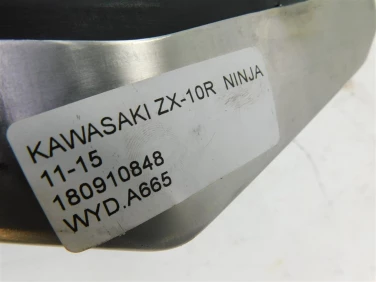 KAWASAKI ZX-10R NINJA
11-15
180910848
WYD.A665